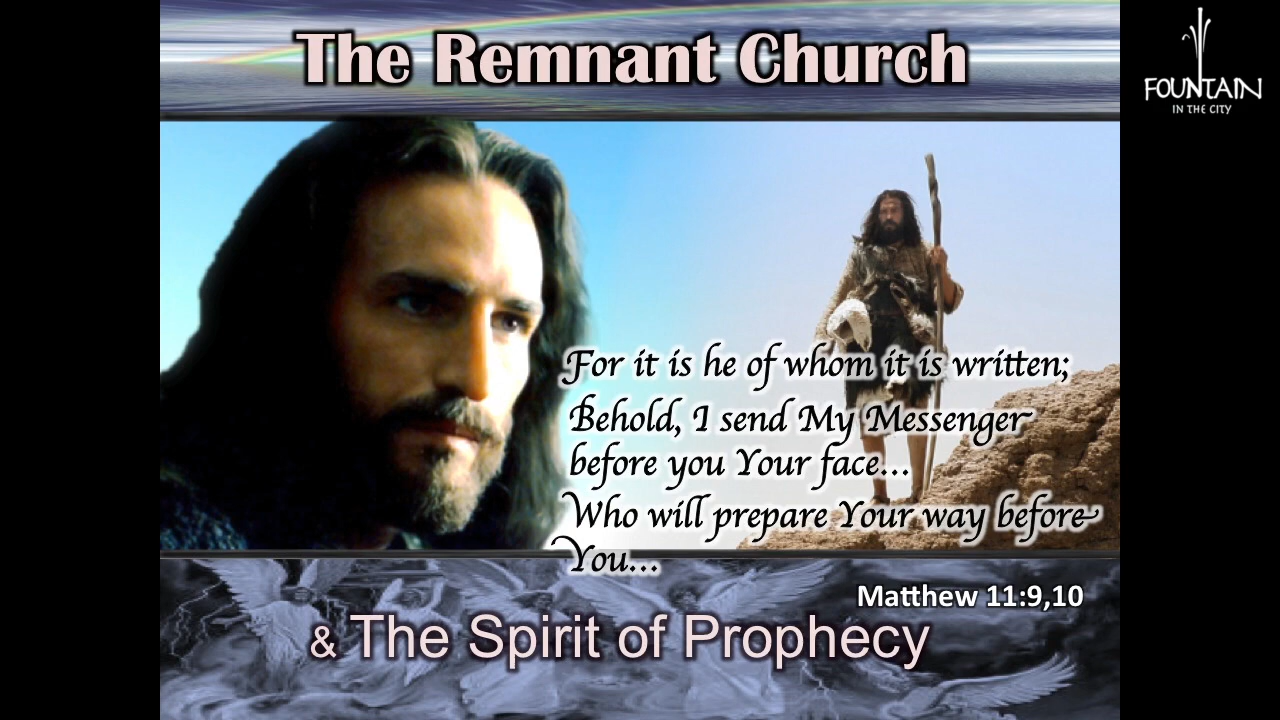 The Remnant Church
FOUNTAIN
IN THE CITY
For it is he of whom it is written;
Behold, I send My Messenger
before you Your face...
Who will prepare Your way before
You...
Matthew 11:9,10
& The Spirit of Prophecy